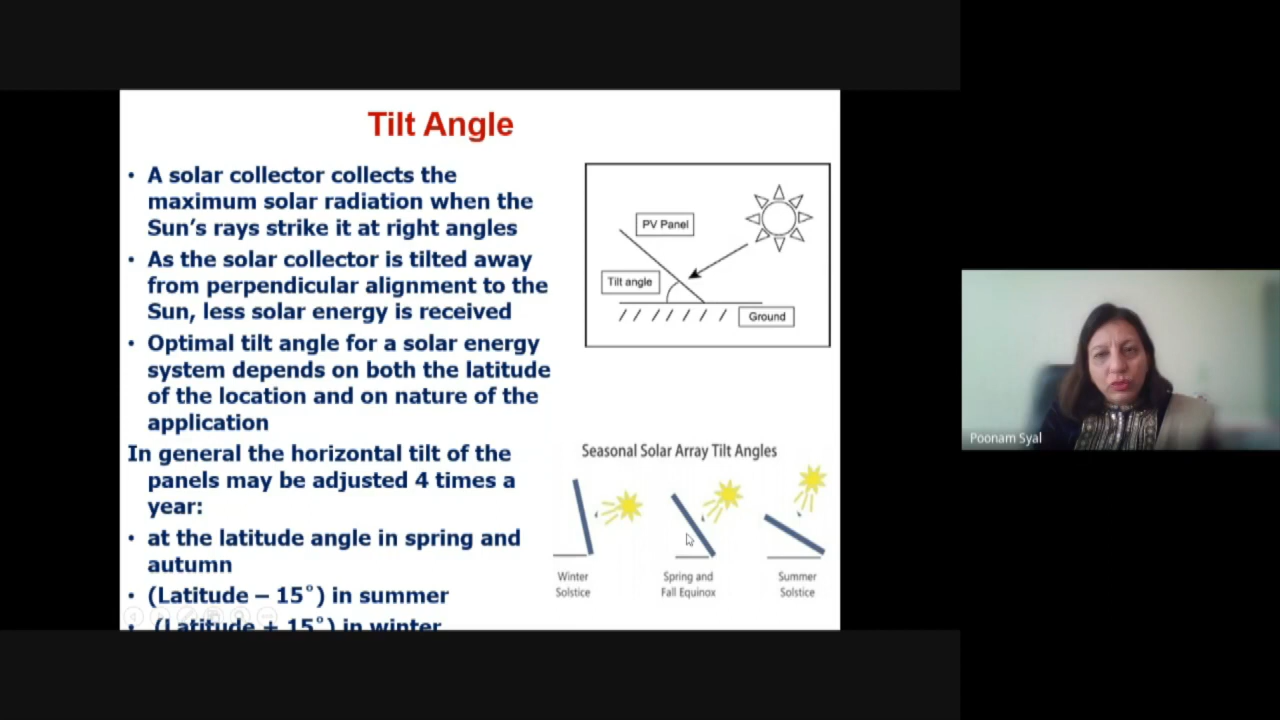 Tilt Angle
• A solar collector collects the
maximum solar radiation when the
Sun's rays strike it at right angles
• As the solar collector is tilted away
from perpendicular alignment to the
Sun, less solar energy is received
• Optimal tilt angle for a solar energy
system depends on both the latitude
of the location and on nature of the
application
In general the horizontal tilt of the
panels may be adjusted 4 times a
year:
• at the latitude angle in spring and
autumn
• (Latitude – 15°) in summer
• (Latitude + 15°) in winter
PV Panel
Tilt angle
Ground
Seasonal Solar Array Tilt Angles
Winter
Solstice
Spring and
Fall Equinox
Summer
Solstice
Poonam Syal